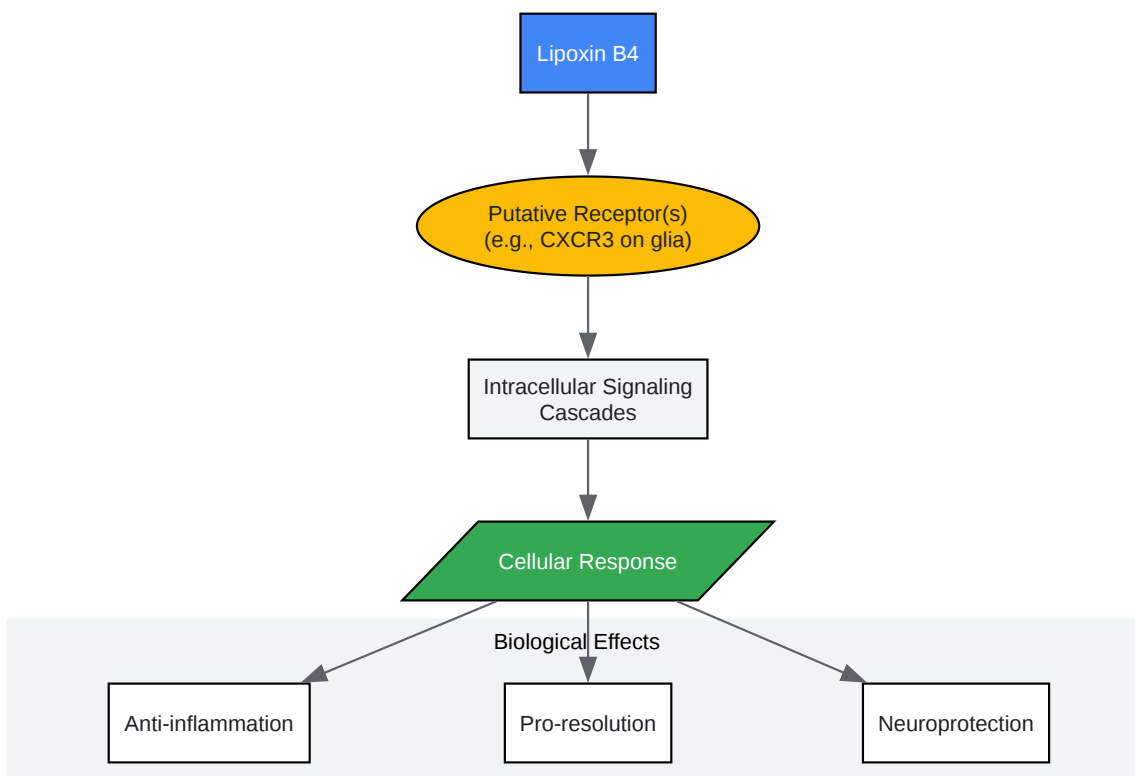 Lipoxin B4
Putative Receptor(s)
(e.g., CXCR3 on glia)
Intracellular Signaling
Cascades
Cellular Response
Biological Effects
Anti-inflammation
Pro-resolution
Neuroprotection